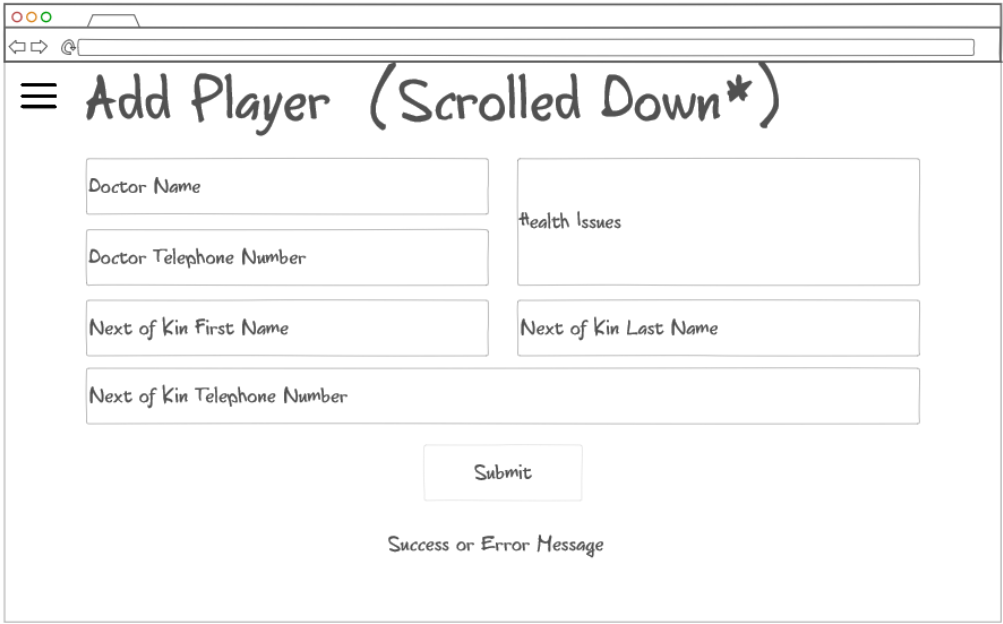 Add Player (Scrolled Down*)
Doctor Name
Health Issues
Doctor Telephone Number
Next of Kin First Name
Next of Kin Last Name
Next of Kin Telephone Number
Submit
Success or Error Message